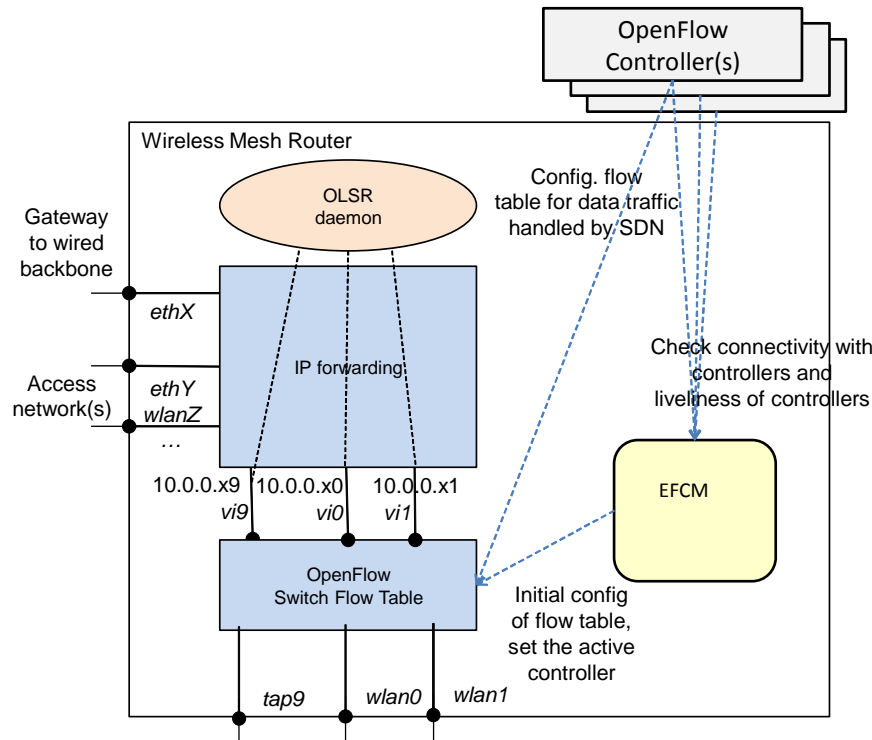 OpenFlow
Controller(s)
Wireless Mesh Router
OLSR
daemon
Config. flow
table for data traffic
handled by SDN
Gateway
to wired
backbone
ethX
IP forwarding
Check connectivity with
controllers and
liveliness of controllers
Access
network(s)
ethY
wlanZ
…
10.0.0.x9 10.0.0.x0 10.0.0.x1
vi9 vi0 vi1
EFCM
OpenFlow
Switch Flow Table
Initial config
of flow table,
set the active
controller
tap9 wlan0 wlan1